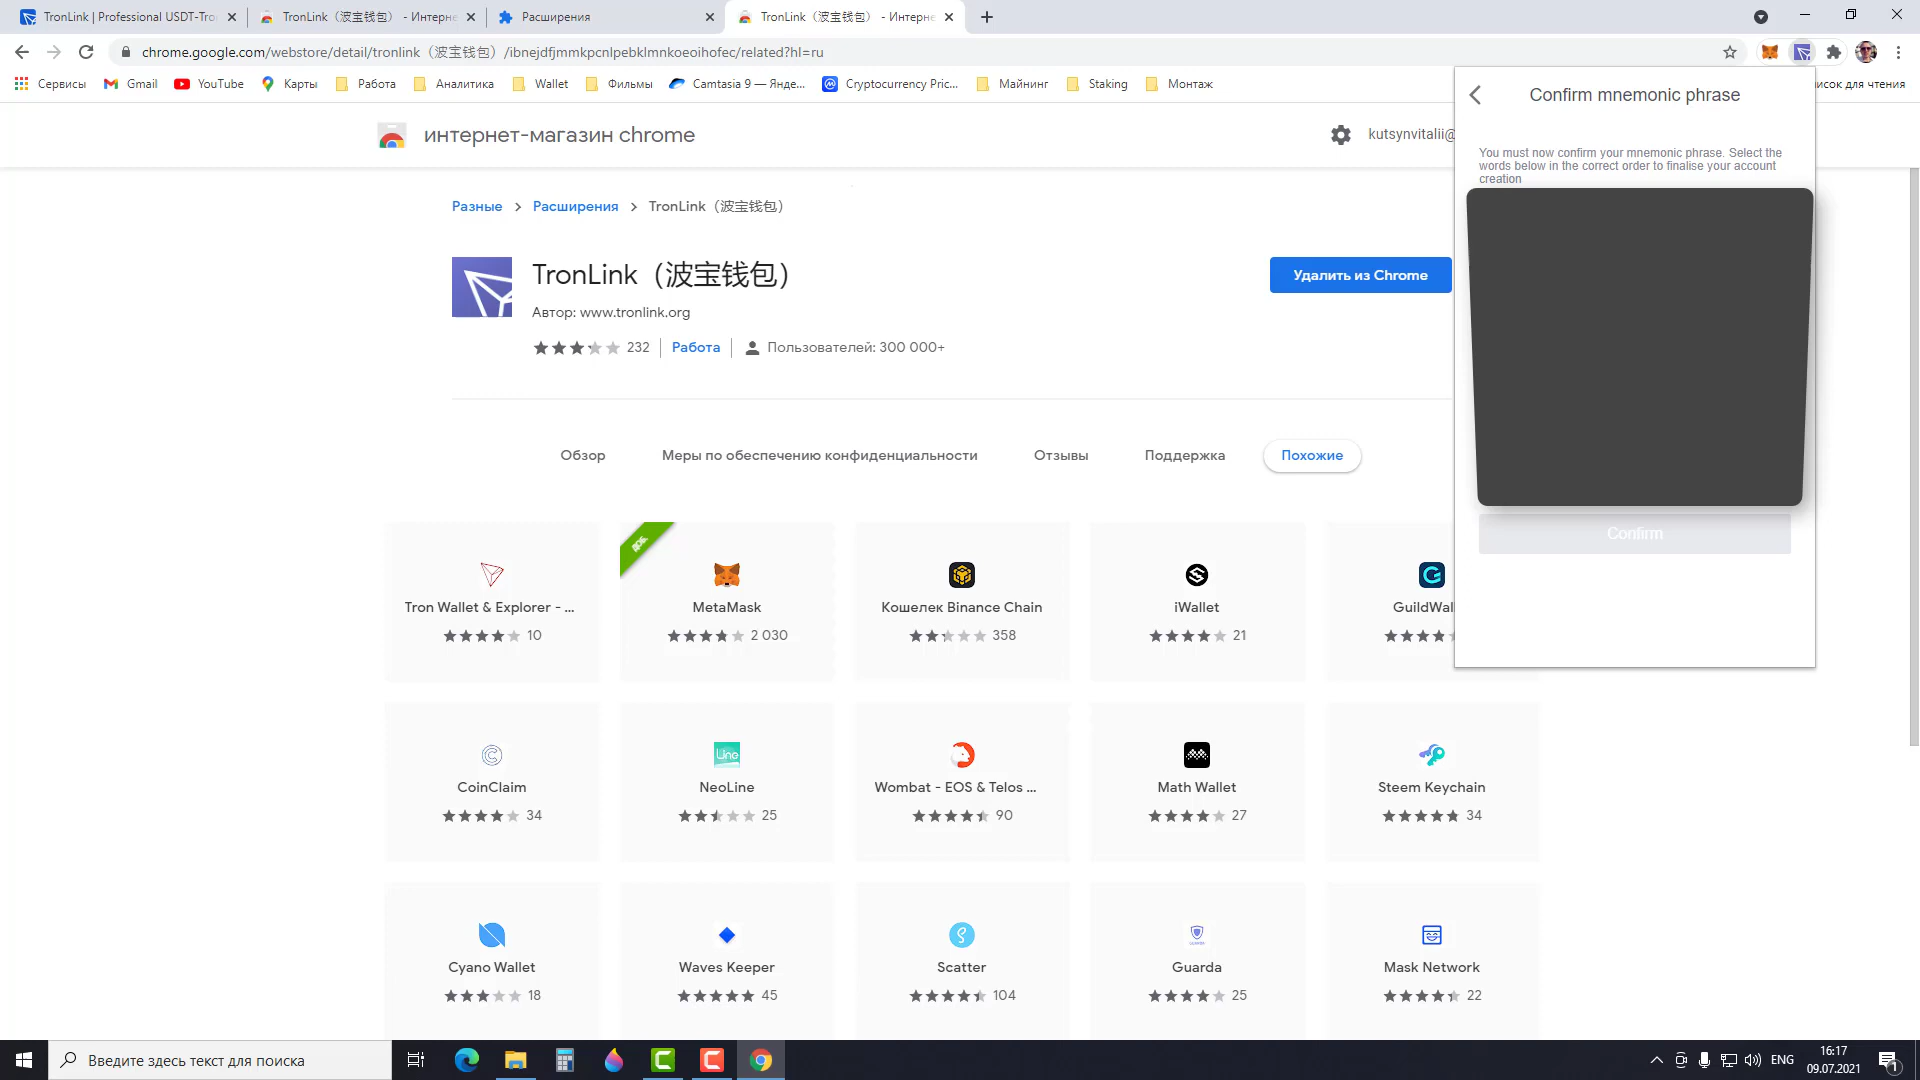 TronLink | Professional USDT-Tro
TronLink（波宝钱包） - Интерне
Расширения
TronLink（波宝钱包） - Интерне
chrome.google.com/webstore/detail/tronlink（波宝钱包）/ibnejdfjmmkpcnlpebklmnkoeoihofec/related?hl=ru
Сервисы
Gmail
YouTube
Карты
Работа
Аналитика
Wallet
Фильмы
Camtasia 9 — Янде...
Cryptocurrency Pric...
Майнинг
Staking
Монтаж
исок для чтения
интернет-магазин chrome
kutsynvitalii@
Confirm mnemonic phrase
You must now confirm your mnemonic phrase. Select the
words below in the correct order to finalise your account
creation
Confirm
Разные
Расширения
TronLink（波宝钱包）
TronLink（波宝钱包）
Автор: www.tronlink.org
232
Работа
Пользователей: 300 000+
Удалить из Chrome
Обзор
Меры по обеспечению конфиденциальности
Отзывы
Поддержка
Похожие
Tron Wallet & Explorer - ...
10
MetaMask
2 030
Кошелек Binance Chain
358
iWallet
21
GuildWal
CoinClaim
34
Line
NeoLine
25
Wombat - EOS & Telos ...
90
Math Wallet
27
Steem Keychain
34
Cyano Wallet
18
Waves Keeper
45
Scatter
104
Guarda
25
Mask Network
22
Введите здесь текст для поиска
ENG
16:17
09.07.2021
1